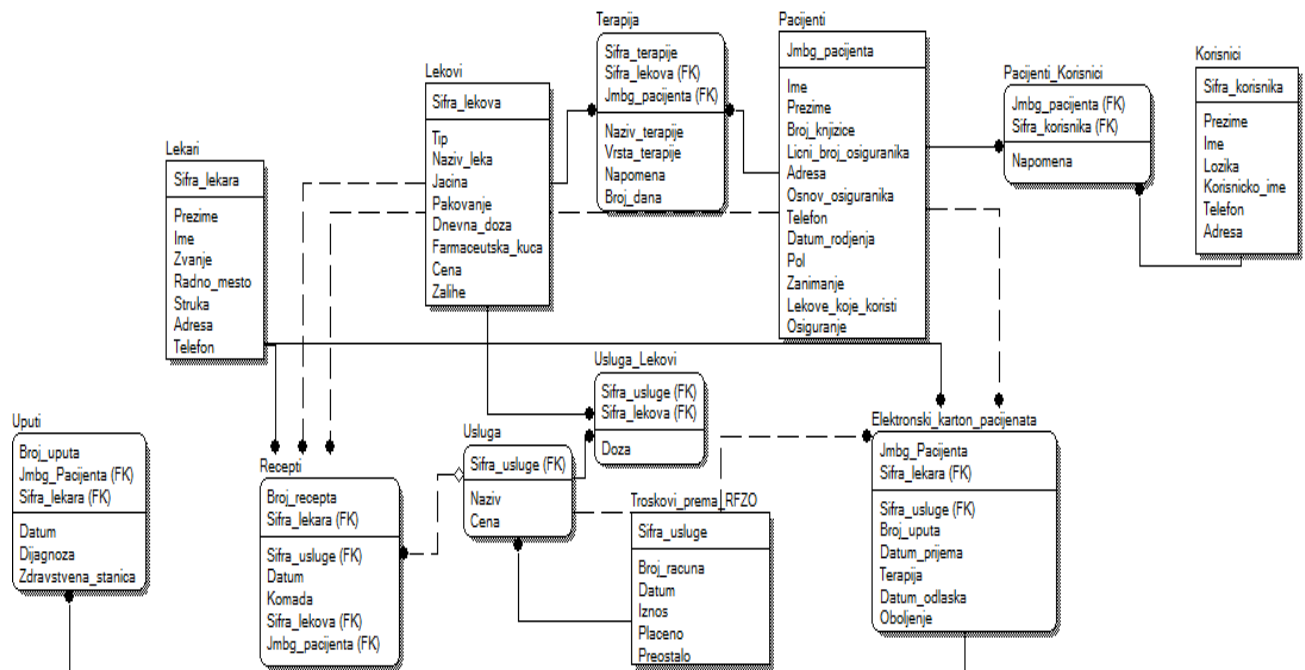 Terapija
Sifra_terapije
Sifra_lekova (FK)
Jmbg_pacijenta (FK)
Naziv_terapije
Vrsta_terapije
Napomena
Broj_dana
Pacijenti
Jmbg_pacijenta
Ime
Prezime
Broj_knjizice
Licni_broj_osiguranika
Adresa
Osnov_osiguranika
Telefon
Datum_rodjenja
Pol
Zanimanje
Lekove_koje_koristi
Osiguranje
Korisnici
Sifra_korisnika
Prezime
Ime
Lozika
Korisnicko_ime
Telefon
Adresa
Pacijenti_Korisnici
Jmbg_pacijenta (FK)
Sifra_korisnika (FK)
Napomena
Lekovi
Sifra_lekova
Tip
Naziv_leka
Jacina
Pakovanje
Dnevna_doza
Farmaceutska_kuca
Cena
Zalihe
Lekari
Sifra_lekara
Prezime
Ime
Zvanje
Radno_mesto
Struka
Adresa
Telefon
Usluga_Lekovi
Sifra_usluge (FK)
Sifra_lekova (FK)
Doza
Uputi
Broj_uputa
Jmbg_Pacijenta (FK)
Sifra_lekara (FK)
Datum
Dijagnoza
Zdravstvena_stanica
Recepti
Broj_recepta
Sifra_lekara (FK)
Sifra_usluge (FK)
Datum
Komada
Sifra_lekova (FK)
Jmbg_pacijenta (FK)
Usluga
Sifra_usluge (FK)
Naziv
Cena
Troskovi_prema_RFZO
Sifra_usluge
Broj_racuna
Datum
Iznos
Placeno
Preostalo
Elektronski_karton_pacijenata
Jmbg_Pacijenta
Sifra_lekara (FK)
Sifra_usluge (FK)
Broj_uputa
Datum_prijema
Terapija
Datum_odlaska
Oboljenje